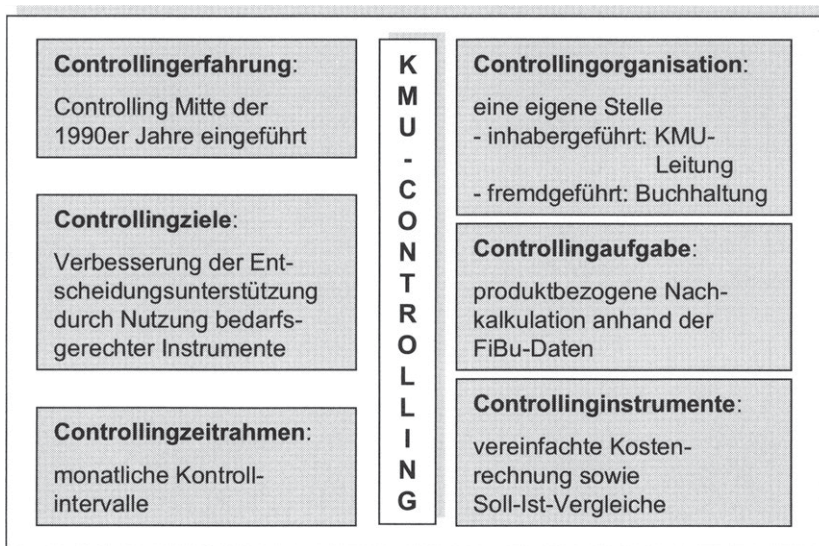 Controllingerfahrung:
Controlling Mitte der
1990er Jahre eingeführt
Controllingziele:
Verbesserung der Ent-
scheidungsunterstützung
durch Nutzung bedarfs-
gerechter Instrumente
Controllingzeitrahmen:
monatliche Kontroll-
intervalle
K
M
U
-
C
O
N
T
R
O
L
L
I
N
G
Controllingorganisation:
eine eigene Stelle
- inhabergeführt: KMU-
Leitung
- fremdgeführt: Buchhaltung
Controllingaufgabe:
produktbezogene Nach-
kalkulation anhand der
FiBu-Daten
Controllinginstrumente:
vereinfachte Kosten-
rechnung sowie
Soll-Ist-Vergleiche